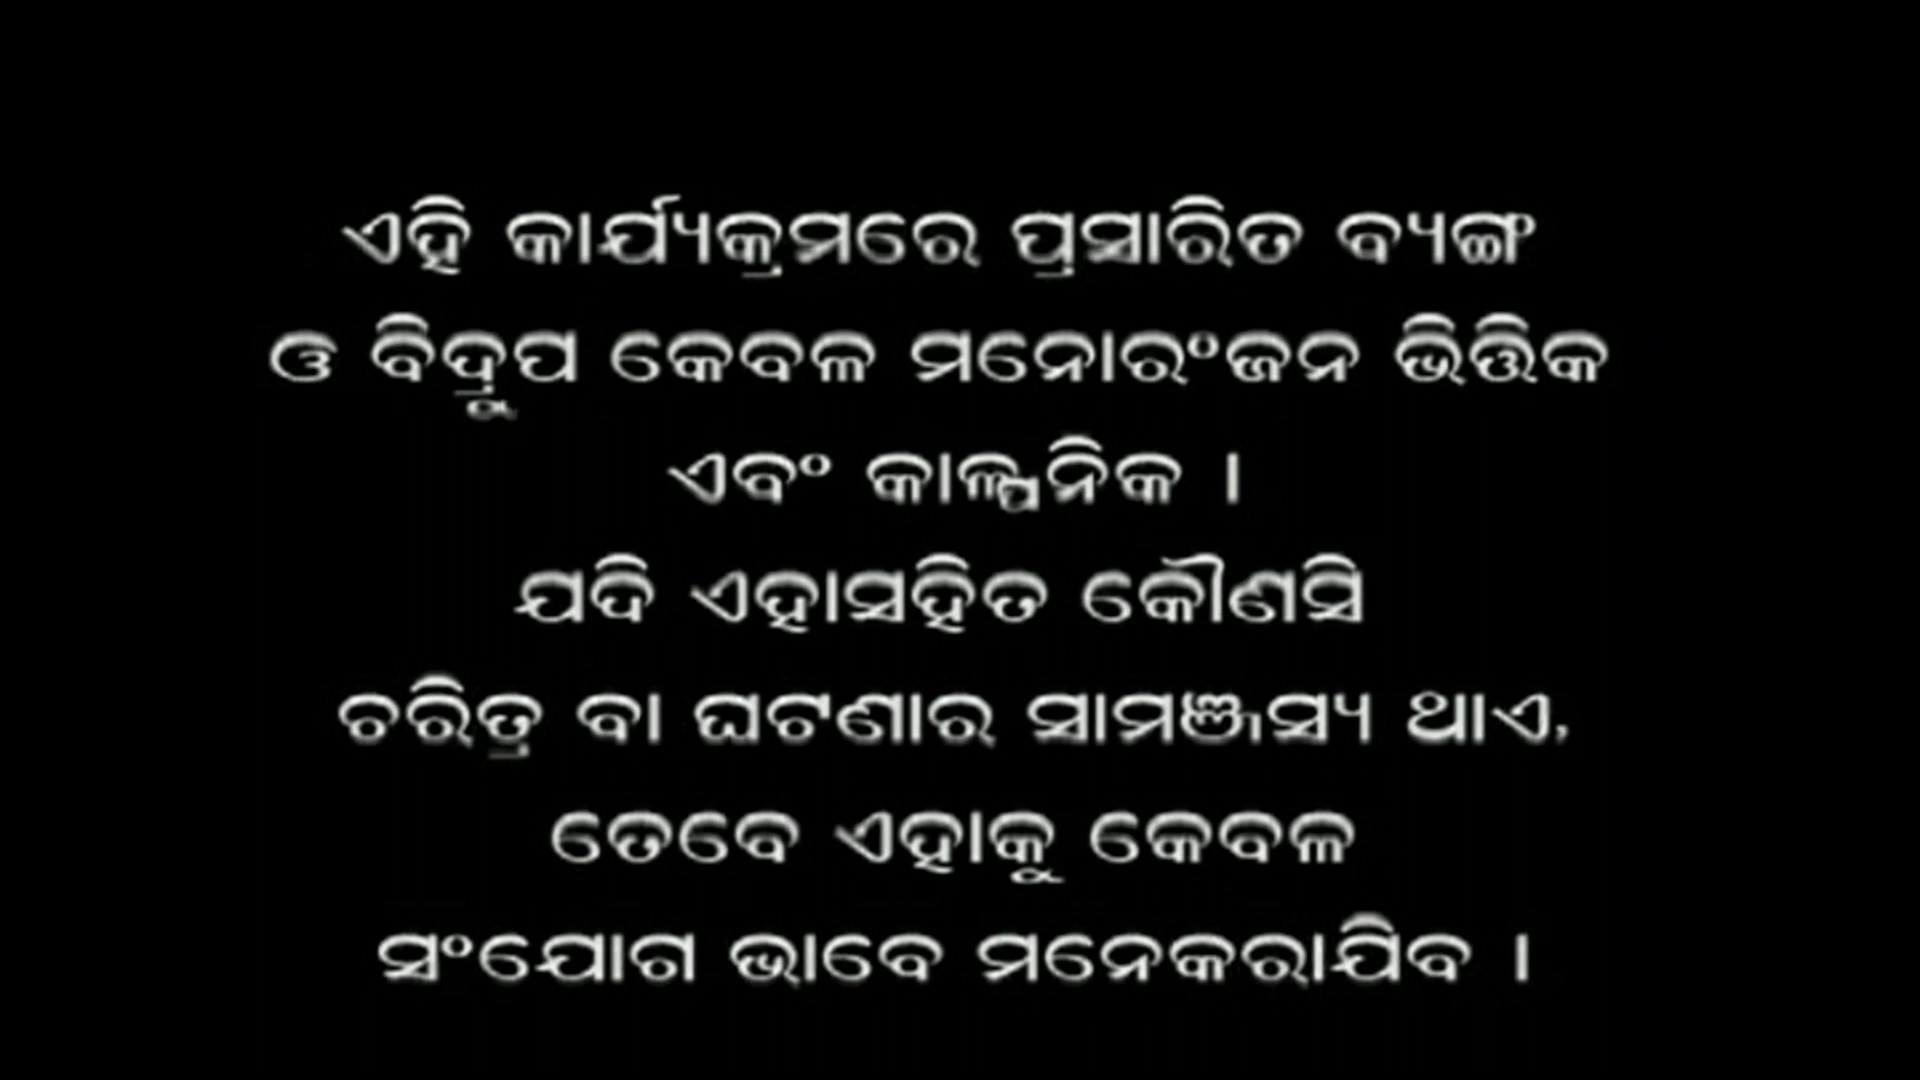 ଏହି କାର୍ଯ୍ୟକ୍ରମରେ ପ୍ରସାରିତ ବ୍ୟଙ୍ଗ
ଓ ବିଦ୍ରୁପ କେବଳ ମନୋରଂଜନ ଭିତ୍ତିକ
ଏବଂ କାଳ୍ପନିକ ।
ଯଦି ଏହାସହିତ କୌଣସି
ଚରିତ୍ର ବା ଘଟଣାର ସାମଞ୍ଜସ୍ୟ ଥାଏ,
ତେବେ ଏହାକୁ କେବଳ
ସଂଯୋଗ ଭାବେ ମନେକରାଯିବ ।